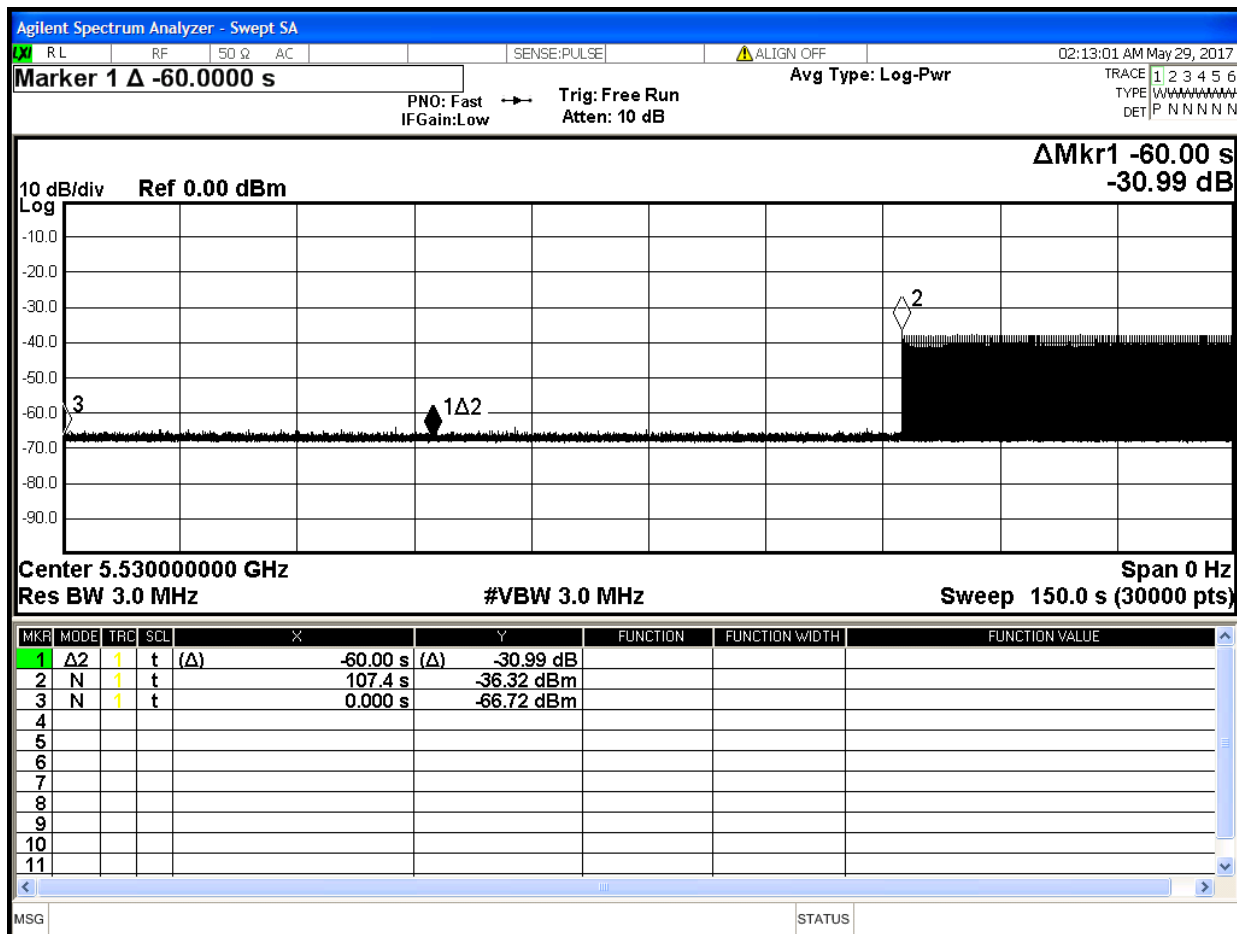 Agilent Spectrum Analyzer - Swept SA
LXI RL RF 50 Ω AC SENSE:PULSE ALIGN OFF 02:13:01 AM May 29, 2017
Marker 1 Δ -60.0000 s
PNO: Fast Trig: Free Run Avg Type: Log-Pwr TRACE 1 2 3 4 5 6
IFGain:Low Atten: 10 dB TYPE WWWWWW
DET P N N N N N
ΔMkr1 -60.00 s
10 dB/div Ref 0.00 dBm -30.99 dB
Log
-10.0
-20.0
-30.0 2
-40.0
-50.0
-60.0 3 1Δ2
-70.0
-80.0
-90.0
Center 5.530000000 GHz Span 0 Hz
Res BW 3.0 MHz #VBW 3.0 MHz Sweep 150.0 s (30000 pts)
MKR MODE TRC SCL X Y FUNCTION FUNCTION WIDTH FUNCTION VALUE
1 Δ2 1 t (Δ) -60.00 s (Δ) -30.99 dB
2 N 1 t 107.4 s -36.32 dBm
3 N 1 t 0.000 s -66.72 dBm
4
5
6
7
8
9
10
11
MSG STATUS